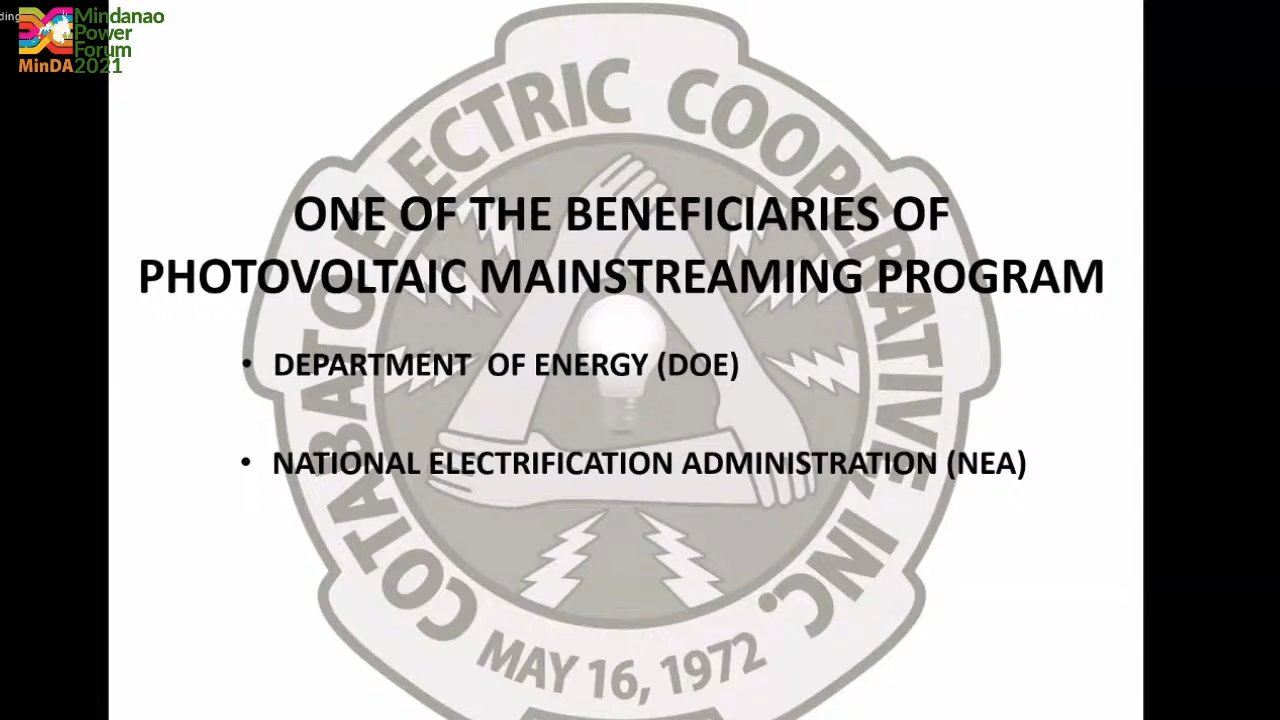 Mindanao
Power
Forum
MinDA2021
COTABATO ELECTRIC COOPERATIVE, INC.
ONE OF THE BENEFICIARIES OF
PHOTOVOLTAIC MAINSTREAMING PROGRAM
• DEPARTMENT OF ENERGY (DOE)
• NATIONAL ELECTRIFICATION ADMINISTRATION (NEA)
MAY 16, 1972